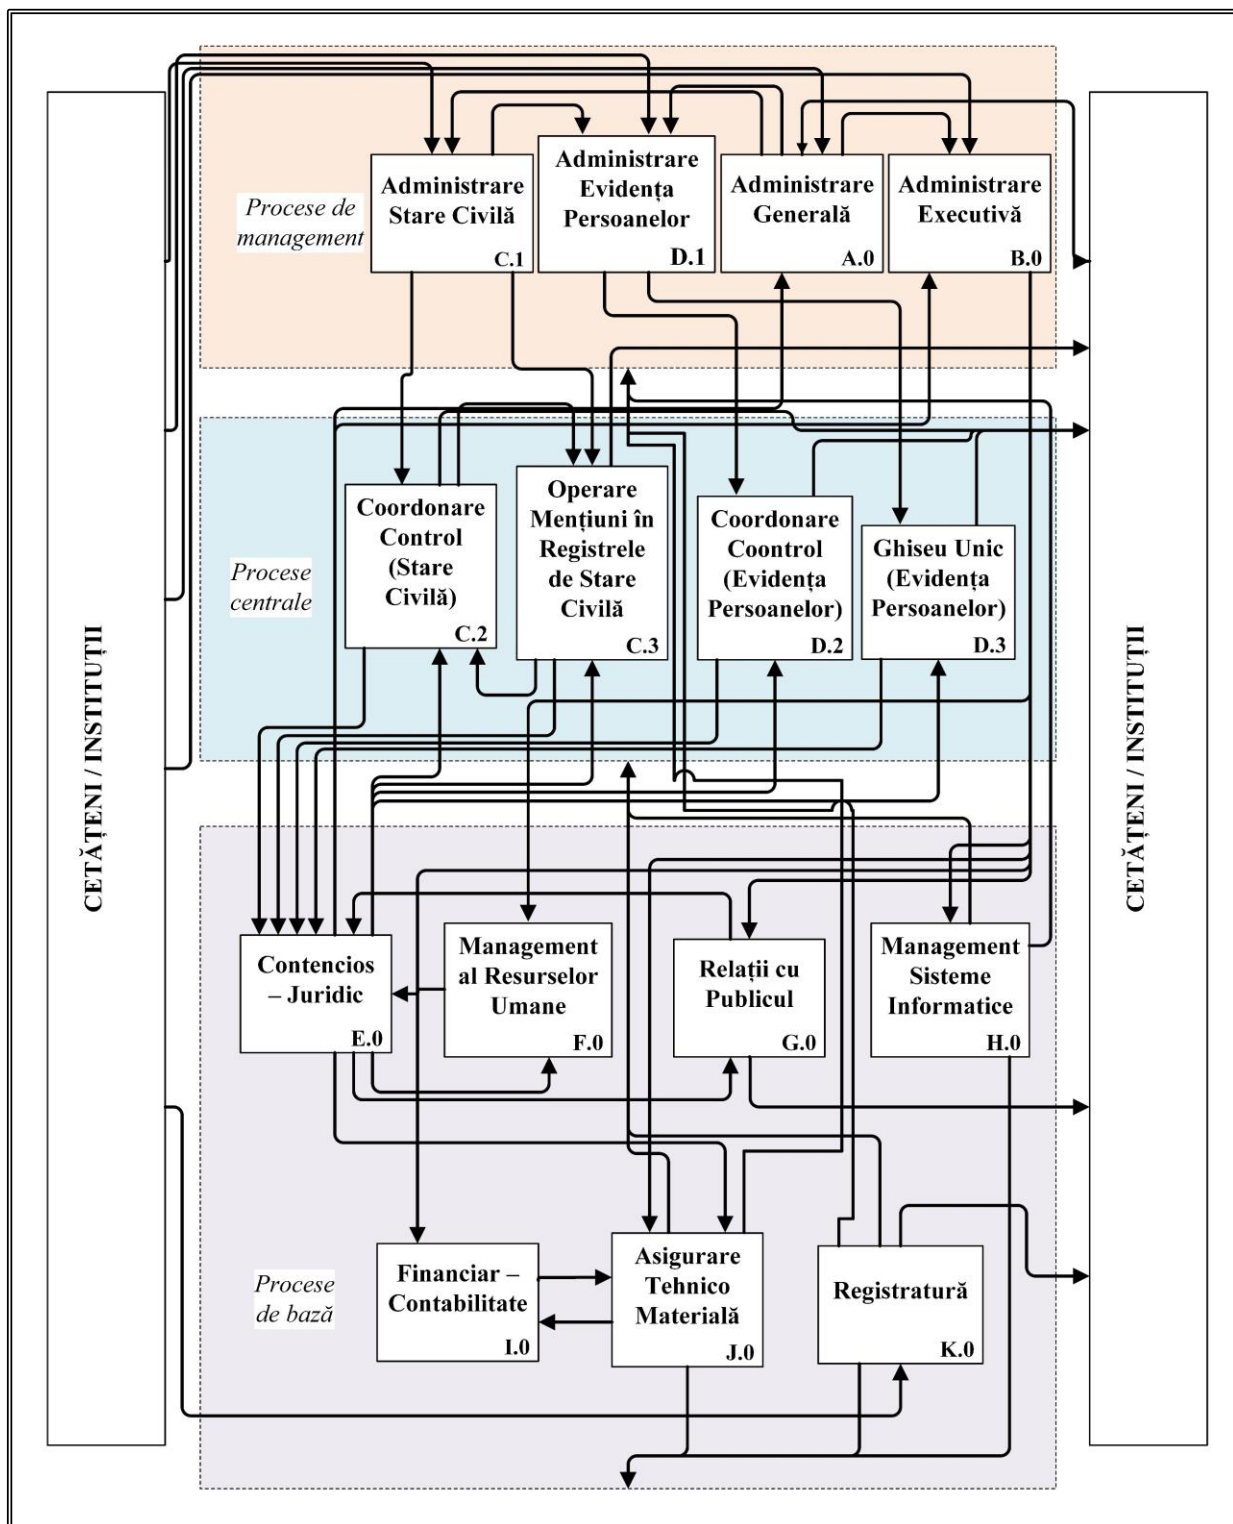 CETĂȚENI / INSTITUȚII
Procese de
management
Administrare
Stare Civilă
C.1
Administrare
Evidența
Persoanelor
D.1
Administrare
Generală
A.0
Administrare
Executivă
B.0
Procese
centrale
Coordonare
Control
(Stare
Civilă)
C.2
Operare
Mențiuni în
Registrele
de Stare
Civilă
C.3
Coordonare
Coontrol
(Evidența
Persoanelor)
D.2
Ghiseu Unic
(Evidența
Persoanelor)
D.3
Procese
de bază
Contencios
– Juridic
E.0
Management
al Resurselor
Umane
F.0
Relații cu
Publicul
G.0
Management
Sisteme
Informatice
H.0
Financiar –
Contabilitate
I.0
Asigurare
Tehnico
Materială
J.0
Registratură
K.0
CETĂȚENI / INSTITUȚII